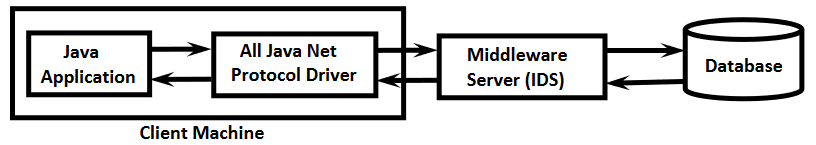 Java
Application
All Java Net
Protocol Driver
Middleware
Server (IDS)
Database
Client Machine